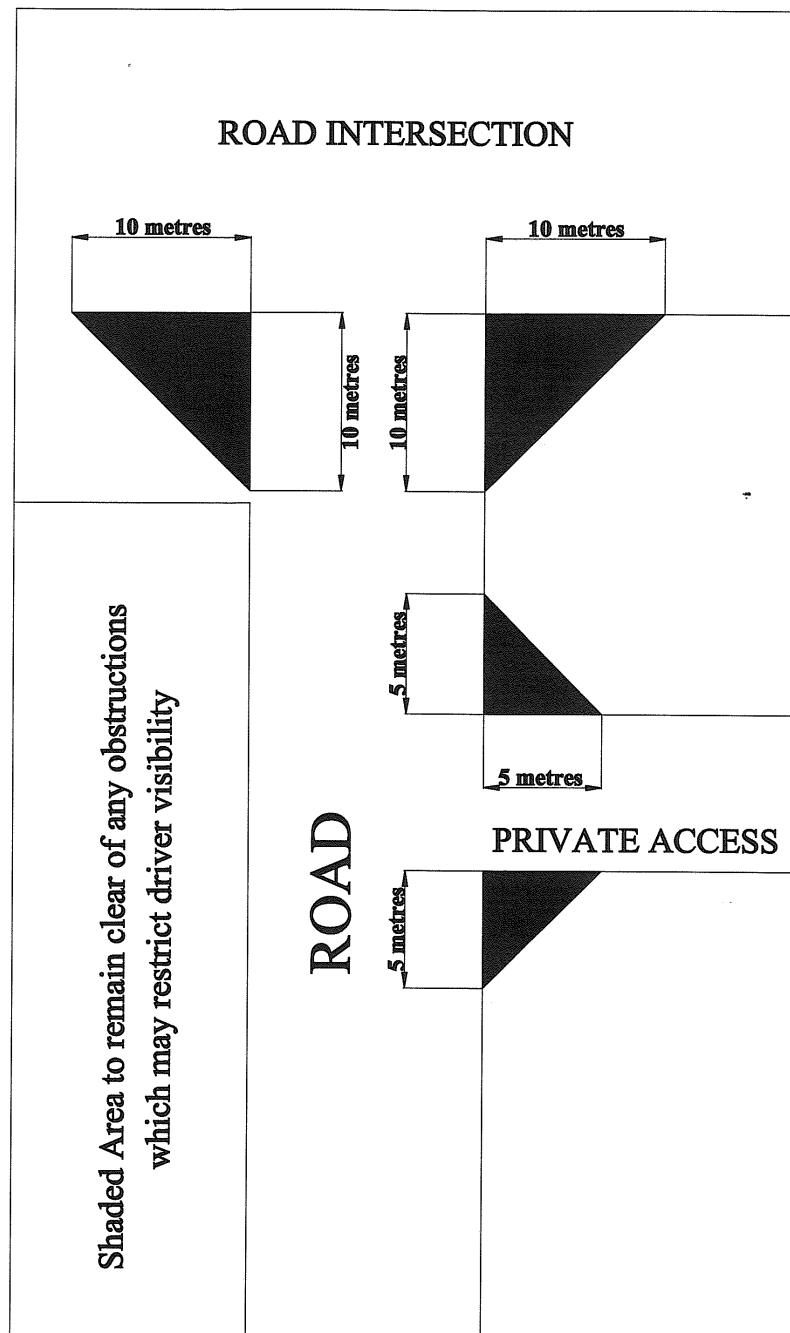 ROAD INTERSECTION
10 metres
10 metres
10 metres
10 metres
5 metres
5 metres
PRIVATE ACCESS
5 metres
ROAD
Shaded Area to remain clear of any obstructions
which may restrict driver visibility